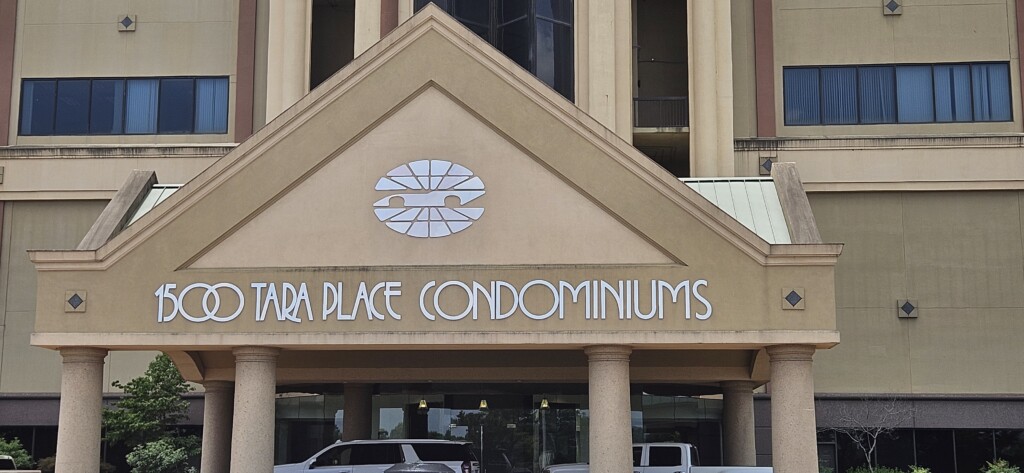 1500 TARA PLACE CONDOMINIUMS